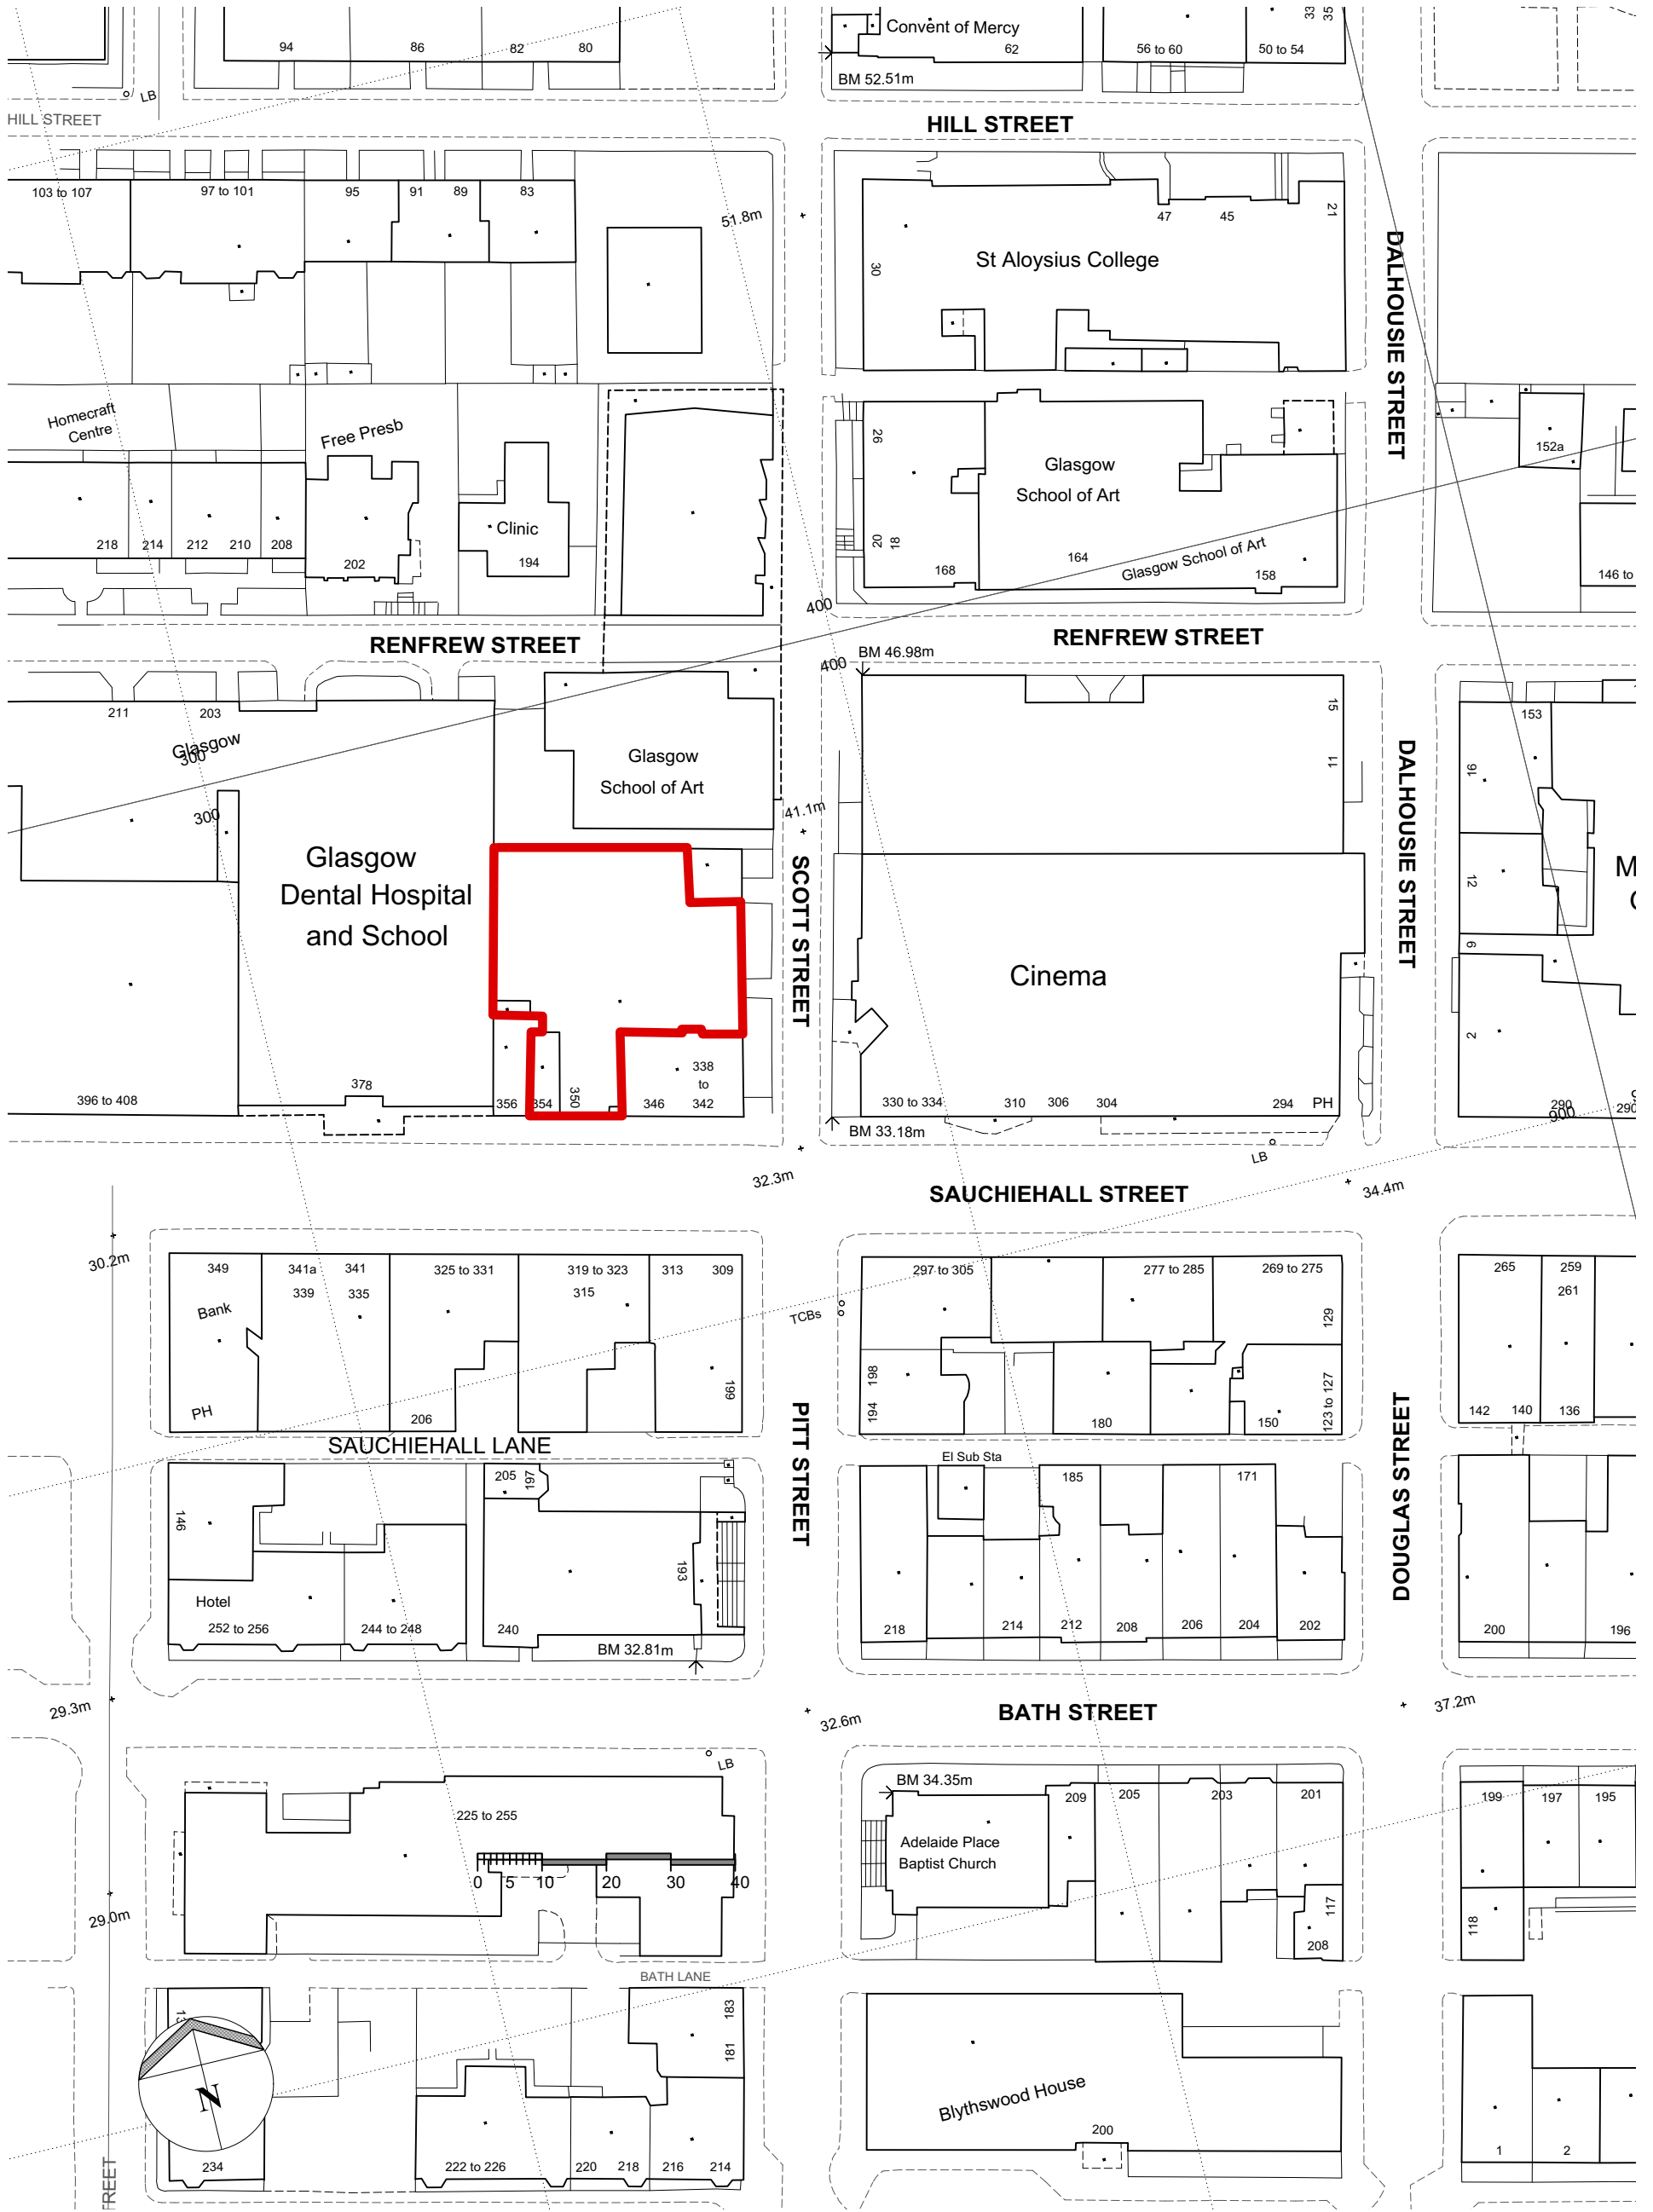 94
86
82
80
Convent of Mercy
62
56 to 60
50 to 54
33
35
BM 52.51m
LB
HILL STREET
HILL STREET
103 to 107
97 to 101
95
91
89
83
51.8m
47
45
21
30
St Aloysius College
DALHOUSIE STREET
Homecraft
Centre
Free Presb
Clinic
218
214
212
210
208
202
194
26
20
18
Glasgow
School of Art
168
164
Glasgow School of Art
158
152a
146 to
400
RENFREW STREET
RENFREW STREET
400
BM 46.98m
211
203
Glasgow
300
300
Glasgow
School of Art
41.1m
15
11
DALHOUSIE STREET
153
16
12
6
2
M
Glasgow
Dental Hospital
and School
SCOTT STREET
Cinema
396 to 408
378
356
354
350
346
338
to
342
330 to 334
310
306
304
294
PH
290
900
290
BM 33.18m
LB
32.3m
SAUCHIEHALL STREET
34.4m
30.2m
349
341a
341
339
335
325 to 331
319 to 323
315
313
309
Bank
PH
206
199
TCBs
297 to 305
277 to 285
269 to 275
129
198
194
180
150
123 to 127
265
259
261
142
140
136
SAUCHIEHALL LANE
PITT STREET
DOUGLAS STREET
El Sub Sta
146
205
197
193
Hotel
252 to 256
244 to 248
240
BM 32.81m
185
171
218
214
212
208
206
204
202
200
196
29.3m
32.6m
BATH STREET
37.2m
LB
225 to 255
0
5
10
20
30
40
BM 34.35m
Adelaide Place
Baptist Church
209
205
203
201
117
208
199
197
195
118
29.0m
BATH LANE
183
181
N
234
222 to 226
220
218
216
214
Blythswood House
200
1
2